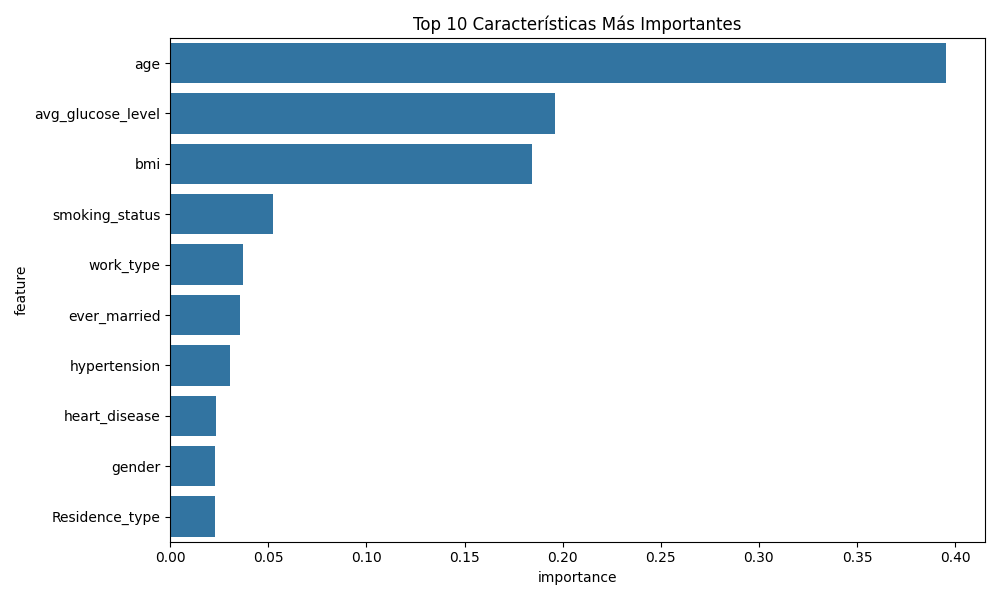 Top 10 Características Más Importantes
feature
age
avg_glucose_level
bmi
smoking_status
work_type
ever_married
hypertension
heart_disease
gender
Residence_type
0.00 0.05 0.10 0.15 0.20 0.25 0.30 0.35 0.40
importance